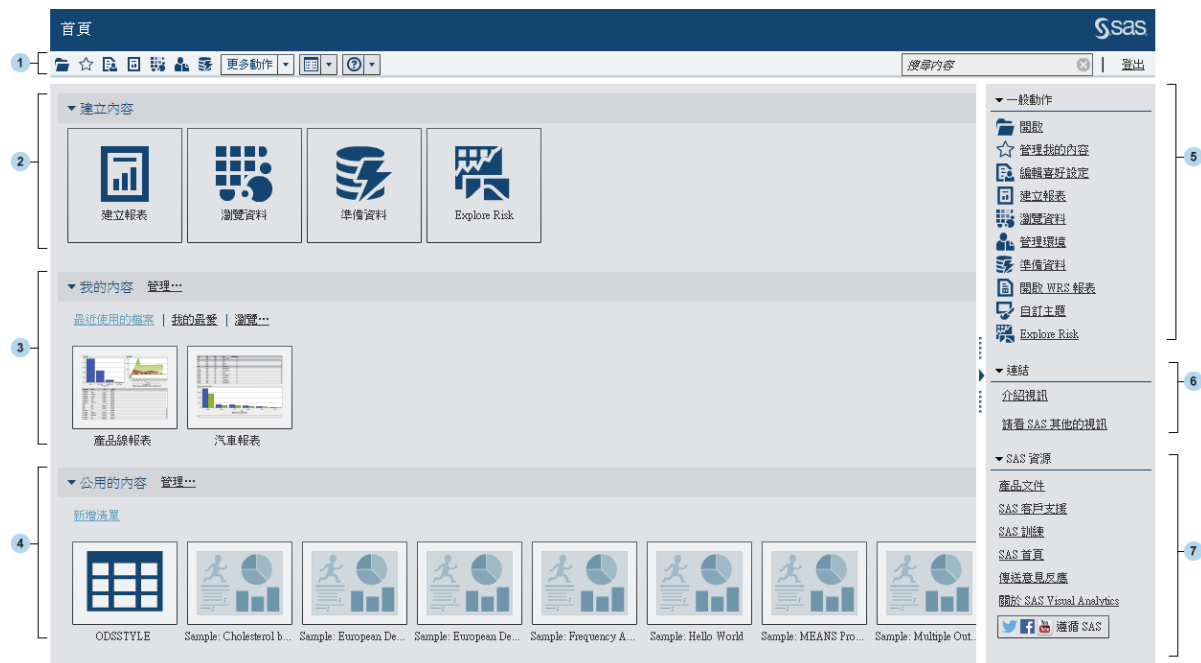 首頁
sas
1
更多動作
搜尋內容
登出
2
建立內容
建立報表
瀏覽資料
準備資料
Explore Risk
3
我的內容 管理…
最近使用的檔案 | 我的最愛 | 瀏覽…
產品線報表
汽車報表
4
公用的內容 管理…
新增清單
ODSSTYLE
Sample: Cholesterol b...
Sample: European De...
Sample: European De...
Sample: Frequency A...
Sample: Hello World
Sample: MEANS Pro...
Sample: Multiple Out...
5
一般動作
開啟
管理我的內容
編輯喜好設定
建立報表
瀏覽資料
管理環境
準備資料
開啟 WRS 報表
自訂主題
Explore Risk
6
連結
介紹視訊
請看 SAS 其他的視訊
7
SAS 資源
產品文件
SAS 客戶支援
SAS 訓練
SAS 首頁
傳送意見反應
關於 SAS Visual Analytics
遵循 SAS